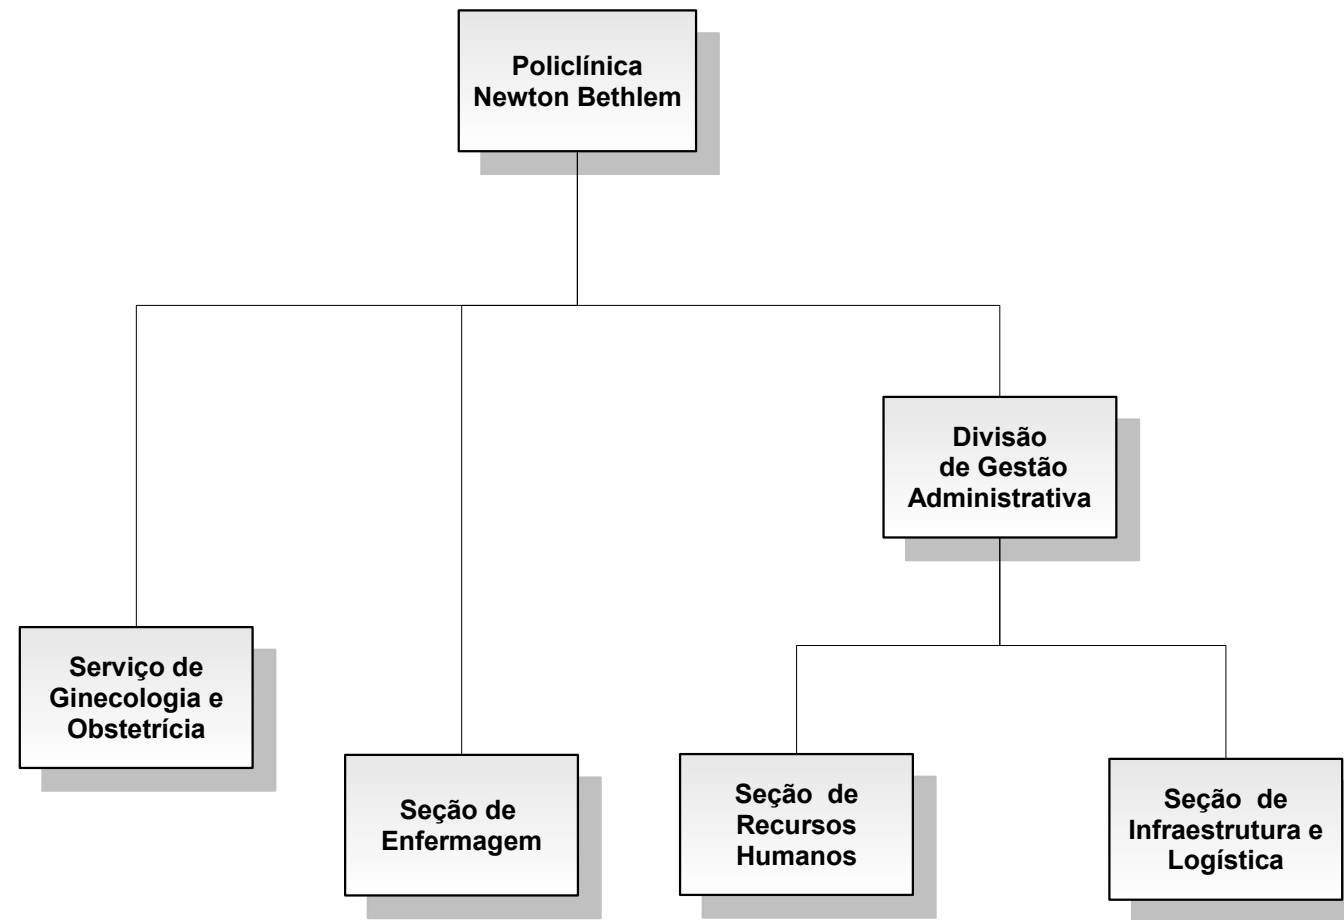 Policlínica
Newton Bethlem
Divisão
de Gestão
Administrativa
Serviço de
Ginecologia e
Obstetrícia
Seção de
Enfermagem
Seção de
Recursos
Humanos
Seção de
Infraestrutura e
Logística